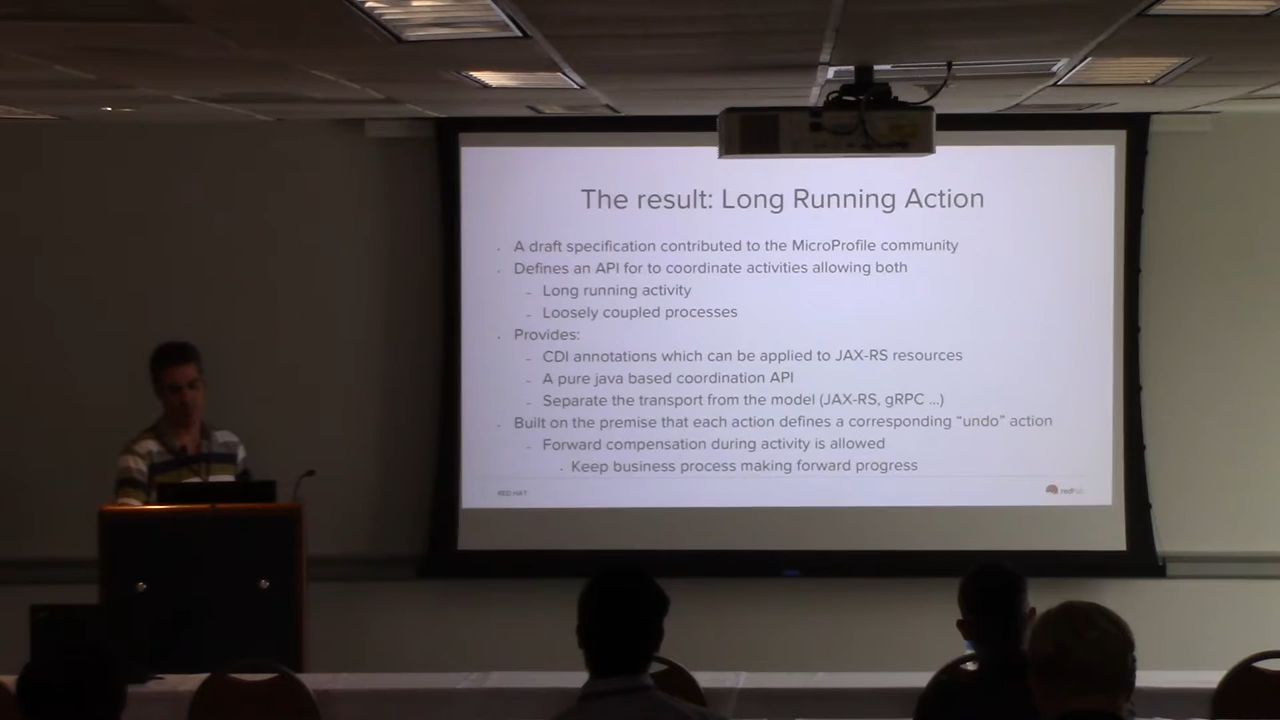 The result: Long Running Action
A draft specification contributed to the MicroProfile community
Defines an API for to coordinate activities allowing both
Long running activity
Loosely coupled processes
Provides:
CDI annotations which can be applied to JAX-RS resources
A pure java based coordination API
Separate the transport from the model (JAX-RS, gRPC ...)
Built on the premise that each action defines a corresponding “undo” action
Forward compensation during activity is allowed
Keep business process making forward progress
RED HAT
redhat